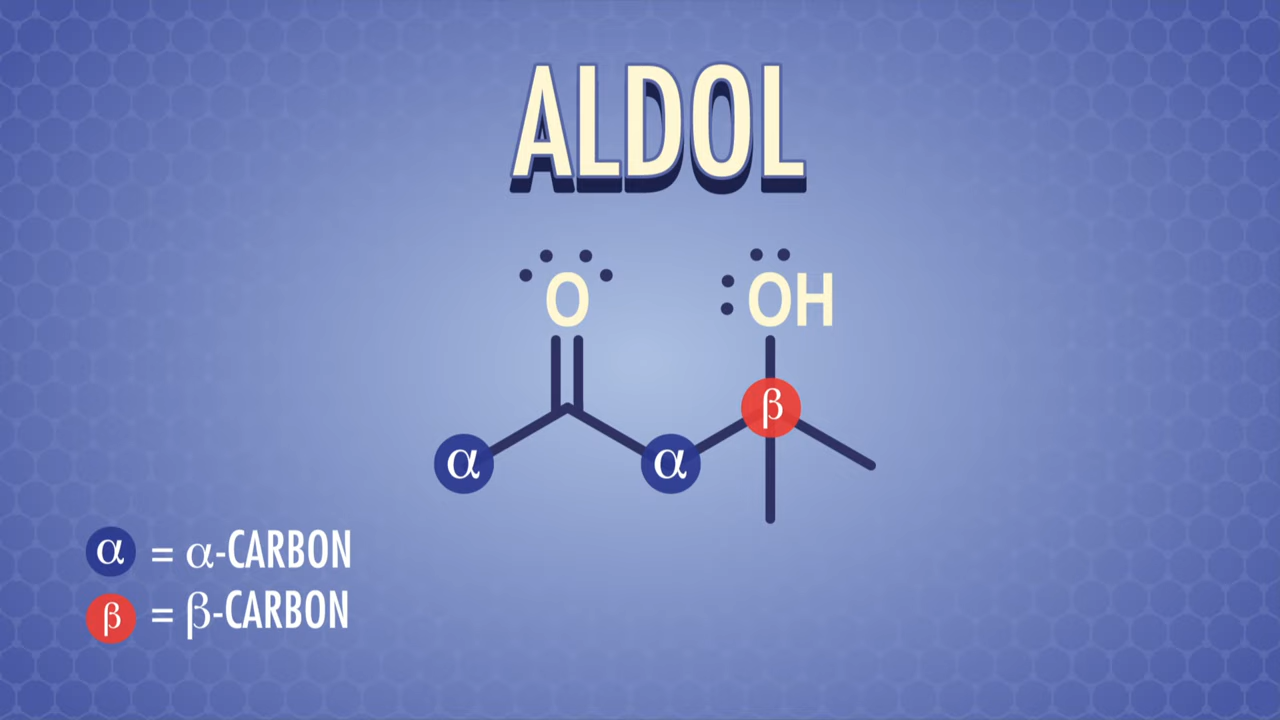 ALDOL
O
OH
α
α
β
α = α-CARBON
β = β-CARBON